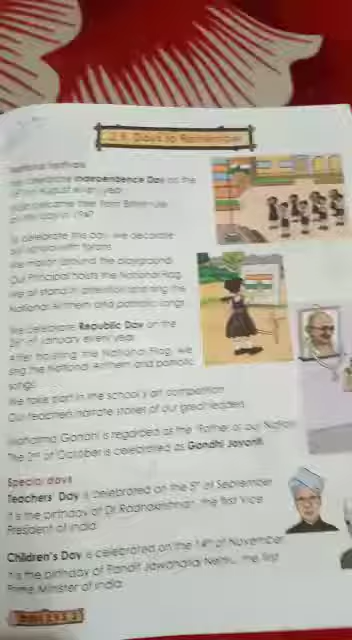 Days to Remember
National Festivals
celebrate Independence Day on the
of August every year.
became free from British rule
on this day in 1947
To celebrate this day, we decorate
our
We march around the playground.
Our Principal hoists the National Flag.
We all stand in attention and sing the
National Anthem and patriotic songs.
We celebrate Republic Day on the
26th of January every year.
After hoisting the National Flag, we
sing the National Anthem and patriotic
songs.
We take part in the school's art competition.
Our teachers narrate stories of our great leaders.
Mahatma Gandhi is regarded as the 'Father of our Nation'
The 2nd of October is celebrated as Gandhi Jayanti.
Special days
Teachers' Day is celebrated on the 5th of September.
It is the birthday of Dr. Radhakrishnan, the first Vice
President of India.
Children's Day is celebrated on the 14th of November.
It is the birthday of Pandit Jawaharlal Nehru, the first
Prime Minister of India.